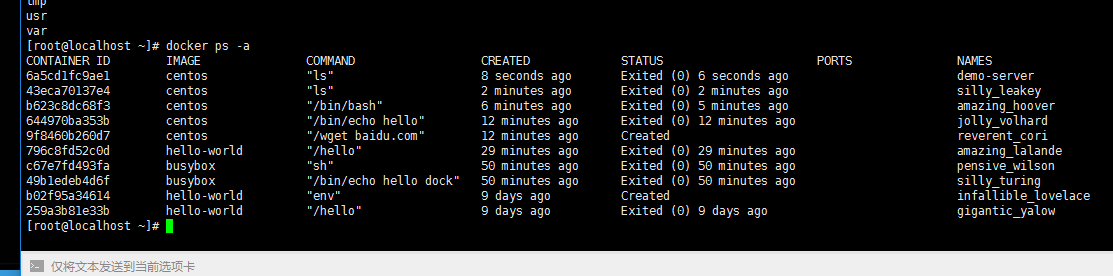 tmp
usr
var
[root@localhost ~]# docker ps -a
CONTAINER ID IMAGE COMMAND CREATED STATUS PORTS NAMES
6a5cd1fc9ae1 centos "ls" 8 seconds ago Exited (0) 6 seconds ago demo-server
43eca70137e4 centos "ls" 2 minutes ago Exited (0) 2 minutes ago silly_leakey
b623c8dc68f3 centos "/bin/bash" 6 minutes ago Exited (0) 5 minutes ago amazing_hoover
644970ba353b centos "/bin/echo hello" 12 minutes ago Exited (0) 12 minutes ago jolly_volhard
9f8460b260d7 centos "/wget baidu.com" 12 minutes ago Created reverent_cori
796c8fd52c0d hello-world "/hello" 29 minutes ago Exited (0) 29 minutes ago amazing_lalande
c67e7fd493fa busybox "sh" 50 minutes ago Exited (0) 50 minutes ago pensive_wilson
49b1edeb4d6f busybox "/bin/echo hello dock" 50 minutes ago Exited (0) 50 minutes ago silly_turing
b02f95a34614 hello-world "env" 9 days ago Created infallible_lovelace
259a3b81e33b hello-world "/hello" 9 days ago Exited (0) 9 days ago gigantic_yalow
[root@localhost ~]#
仅将文本发送到当前选项卡